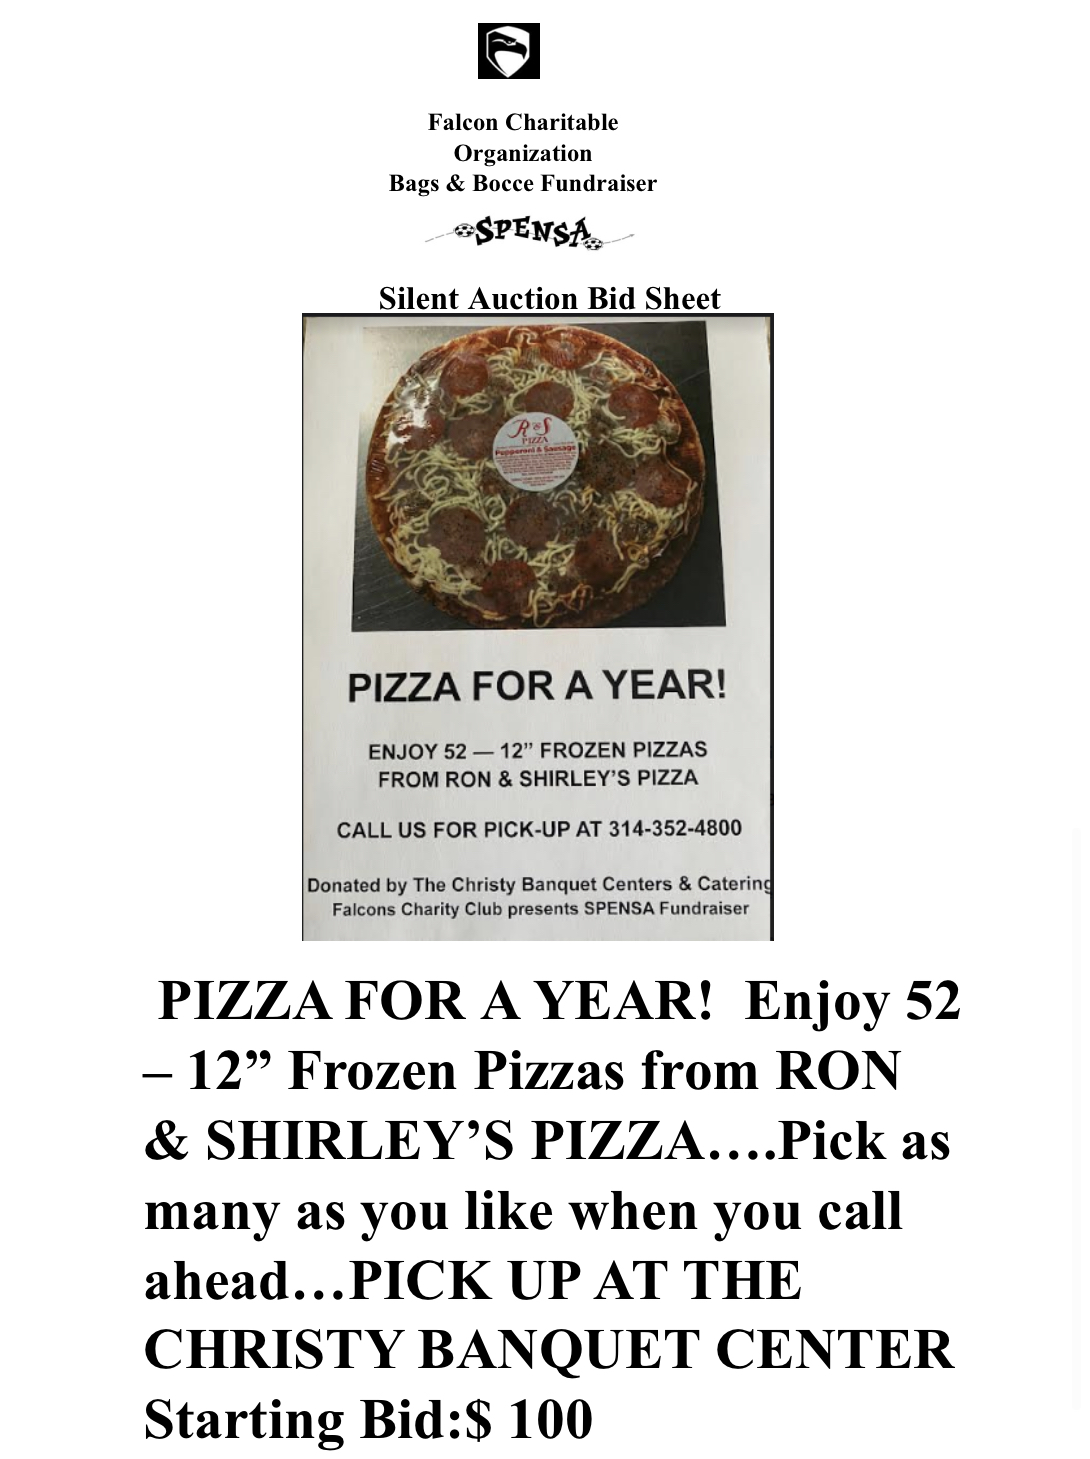 Falcon Charitable
Organization
Bags & Bocce Fundraiser
SPENSA
Silent Auction Bid Sheet
R & S
PIZZA
Pepperoni & Sausage
PIZZA FOR A YEAR!
ENJOY 52 — 12” FROZEN PIZZAS
FROM RON & SHIRLEY’S PIZZA
CALL US FOR PICK-UP AT 314-352-4800
Donated by The Christy Banquet Centers & Catering
Falcons Charity Club presents SPENSA Fundraiser
PIZZA FOR A YEAR!  Enjoy 52
– 12” Frozen Pizzas from RON
& SHIRLEY’S PIZZA….Pick as
many as you like when you call
ahead…PICK UP AT THE
CHRISTY BANQUET CENTER
Starting Bid:$ 100